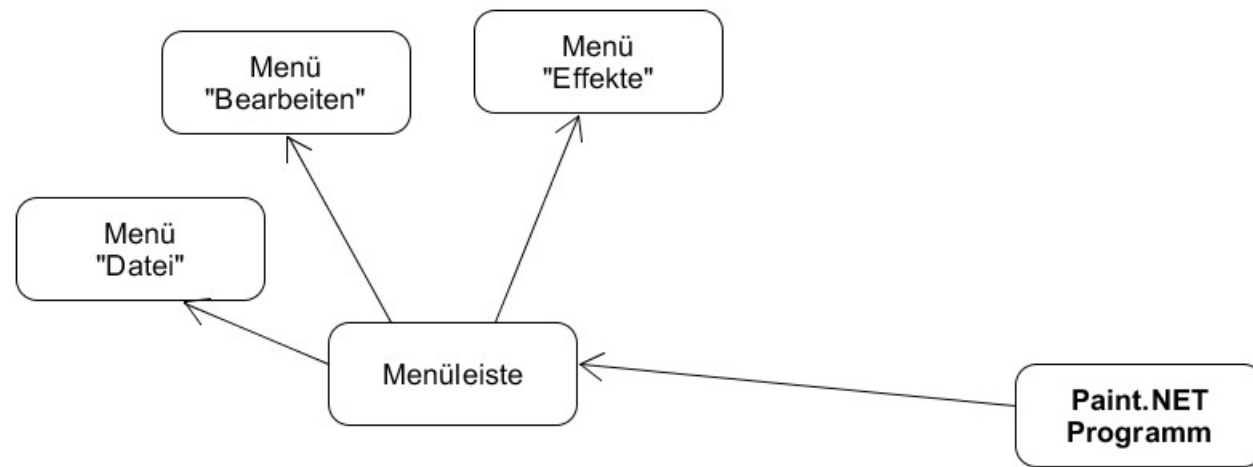 Menü
"Effekte"
Menü
"Bearbeiten"
Menü
"Datei"
Menüleiste
Paint.NET
Programm